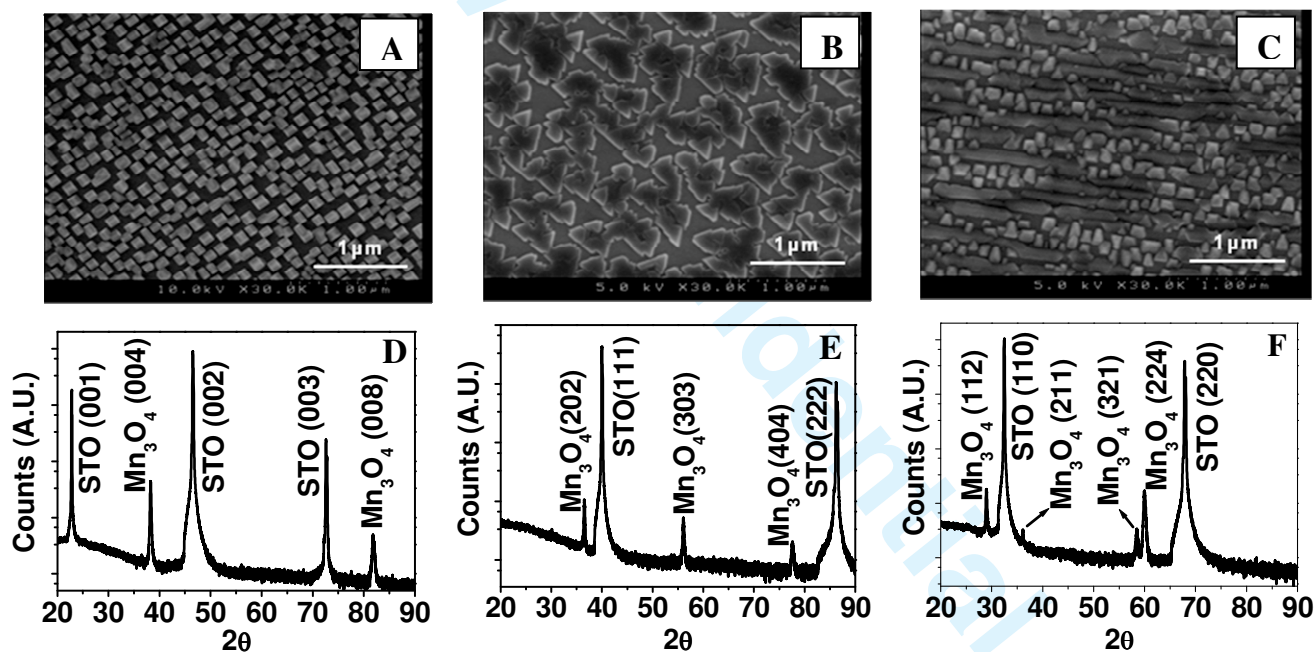 A
B
C
1μm
1μm
1μm
10.0kV X30.0K 1.00μm
5.0 kV X30.0K 1.00μm
5.0 kV X30.0K 1.00μm
D
E
F
Counts (A.U.)
STO (001)
Mn₃O₄ (004)
STO (002)
STO (003)
Mn₃O₄ (008)
20 30 40 50 60 70 80 90
2θ
Counts (A.U.)
Mn₃O₄(202)
STO(111)
Mn₃O₄(303)
Mn₃O₄(404)
STO(222)
20 30 40 50 60 70 80 90
2θ
Counts (A.U.)
Mn₃O₄ (112)
STO (110)
Mn₃O₄ (211)
Mn₃O₄ (321)
Mn₃O₄ (224)
STO (220)
20 30 40 50 60 70 80 90
2θ